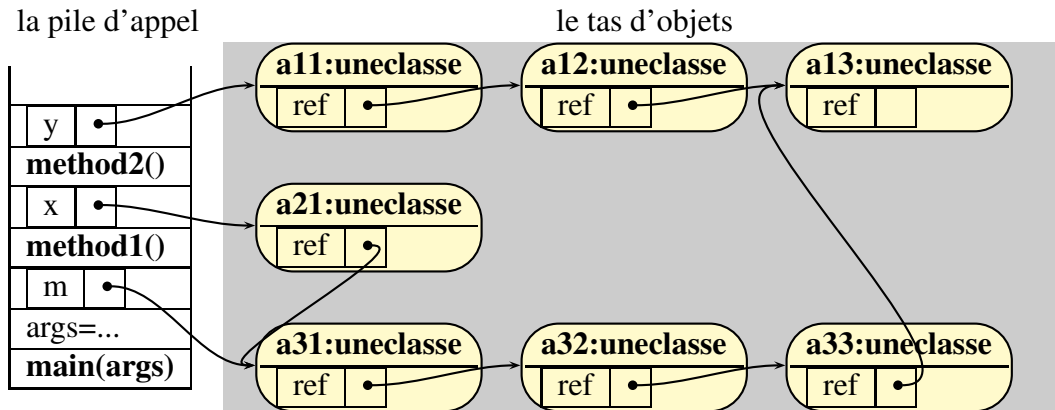 la pile d'appel
le tas d'objets
y
method2()
x
method1()
m
args=...
main(args)
a11:uneclasse
ref
a12:uneclasse
ref
a13:uneclasse
ref
a21:uneclasse
ref
a31:uneclasse
ref
a32:uneclasse
ref
a33:uneclasse
ref